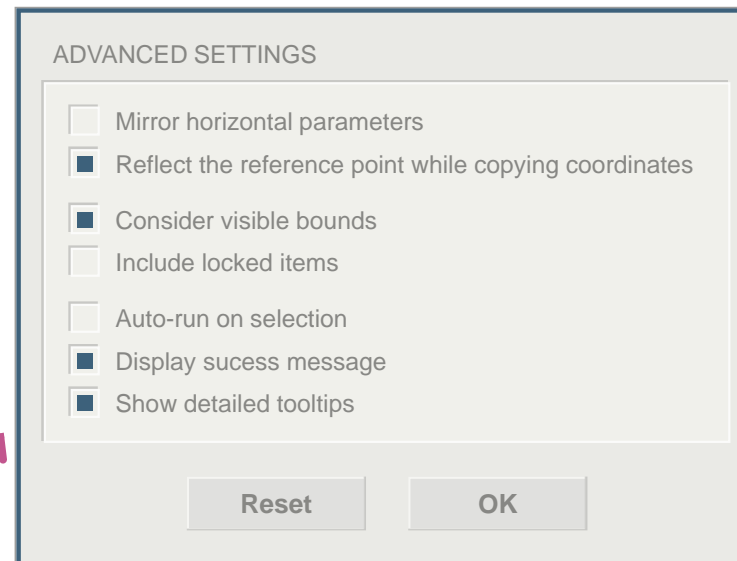 ADVANCED SETTINGS
Mirror horizontal parameters
Reflect the reference point while copying coordinates
Consider visible bounds
Include locked items
Auto-run on selection
Display sucess message
Show detailed tooltips
Reset OK